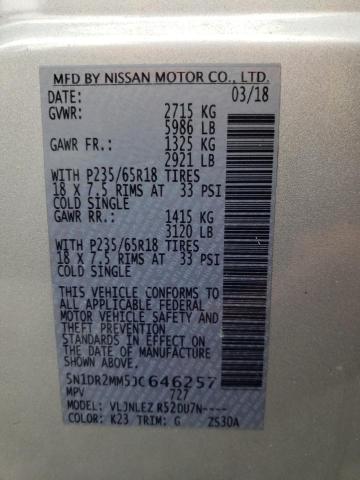 MFD BY NISSAN MOTOR CO., LTD.
DATE: 03/18
GVWR: 2715 KG
5986 LB
GAWR FR.: 1325 KG
2921 LB
WITH P235/65R18 TIRES
18 X 7.5 RIMS AT 33 PSI
COLD SINGLE
GAWR RR.: 1415 KG
3120 LB
WITH P235/65R18 TIRES
18 X 7.5 RIMS AT 33 PSI
COLD SINGLE
THIS VEHICLE CONFORMS TO
ALL APPLICABLE FEDERAL
MOTOR VEHICLE SAFETY AND
THEFT PREVENTION
STANDARDS IN EFFECT ON
THE DATE OF MANUFACTURE
SHOWN ABOVE.
5N1DR2MM5JC646257
MPV 727
MODEL: VLJNLEZ R52DU7N----
COLOR: K23 TRIM: G ZS30A